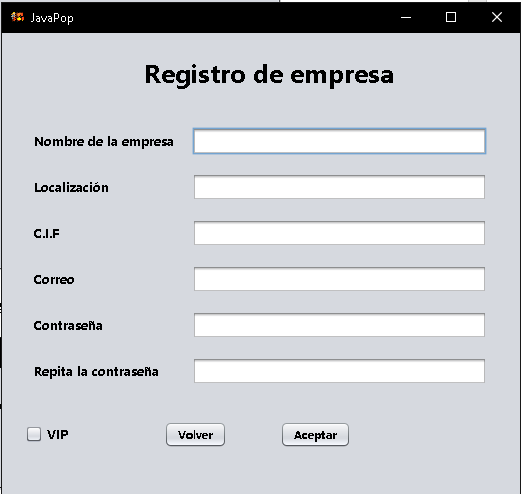 JavaPop
Registro de empresa
Nombre de la empresa
Localización
C.I.F
Correo
Contraseña
Repita la contraseña
VIP Volver Aceptar